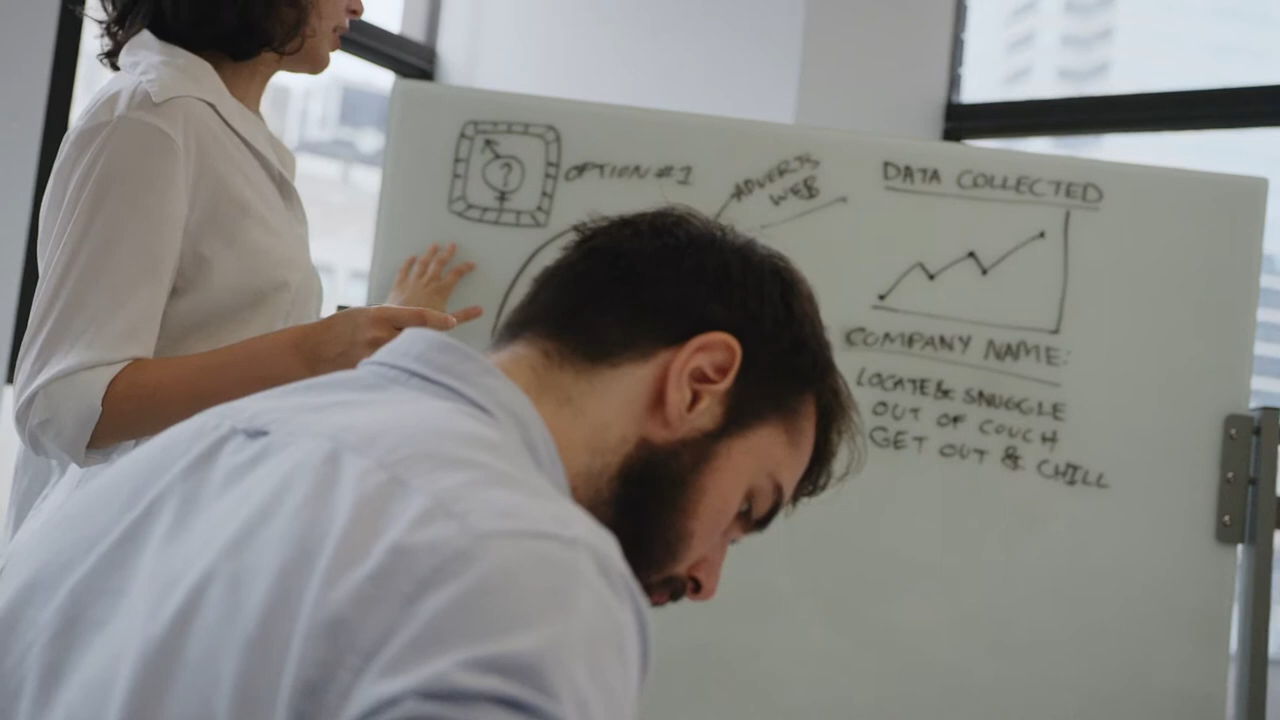 ?
OPTION #1
ADVERTS
WEB
DATA COLLECTED
COMPANY NAME:
LOCATE & SNUGGLE
OUT OF COUCH
GET OUT & CHILL